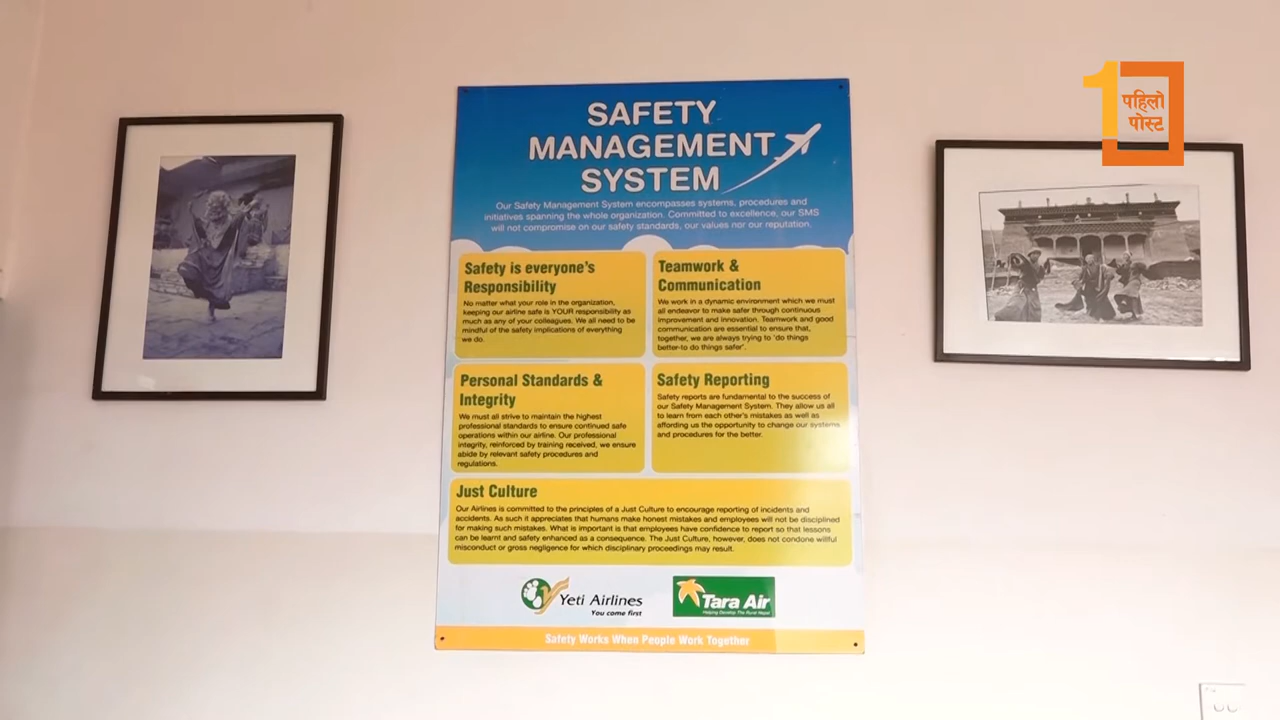 पहिलो
पोस्ट
SAFETY
MANAGEMENT
SYSTEM
Our Safety Management System encompasses systems, procedures and
initiatives spanning the whole organization. Committed to excellence, our SMS
will not compromise on our safety standards, our values nor our reputation.
Safety is everyone's
Responsibility
No matter what your role in the organization,
keeping our airline safe is YOUR responsibility as
much as any of your colleagues. We all need to be
mindful of the safety implications of everything
we do.
Teamwork &
Communication
We work in a dynamic environment which we must
all endeavor to make safer through continuous
improvement and innovation. Teamwork and good
communication are essential to ensure that,
together, we are always trying to 'do things
better-to do things safer'.
Personal Standards &
Integrity
We must all strive to maintain the highest
professional standards to ensure continued safe
operations within our airline. Our professional
integrity, reinforced by training received, we ensure
abide by relevant safety procedures and
regulations.
Safety Reporting
Safety reports are fundamental to the success of
our Safety Management System. They allow us all
to learn from each other's mistakes as well as
affording us the opportunity to change our systems
and procedures for the better.
Just Culture
Our Airlines is committed to the principles of a Just Culture to encourage reporting of incidents and
accidents. As such it appreciates that humans make honest mistakes and employees will not be disciplined
for making such mistakes. What is important is that employees have confidence to report so that lessons
can be learnt and safety enhanced as a consequence. The Just Culture, however, does not condone willful
misconduct or gross negligence for which disciplinary proceedings may result.
Yeti Airlines
You come first
Tara Air
Helping Develop The Rural Nepal
Safety Works When People Work Together